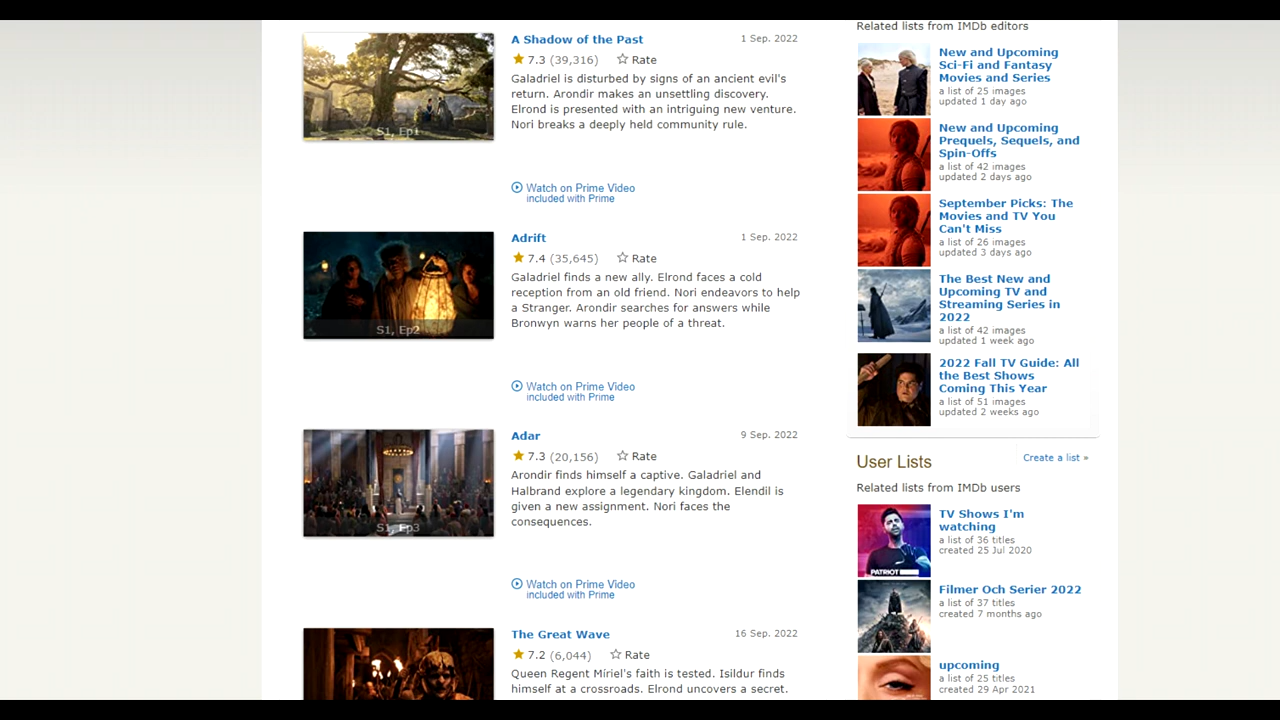 A Shadow of the Past
1 Sep. 2022
7.3 (39,316) Rate
Galadriel is disturbed by signs of an ancient evil's
return. Arondir makes an unsettling discovery.
Elrond is presented with an intriguing new venture.
Nori breaks a deeply held community rule.
S1, Ep1
Watch on Prime Video
included with Prime
Adrift
1 Sep. 2022
7.4 (35,645) Rate
Galadriel finds a new ally. Elrond faces a cold
reception from an old friend. Nori endeavors to help
a Stranger. Arondir searches for answers while
Bronwyn warns her people of a threat.
S1, Ep2
Watch on Prime Video
included with Prime
Adar
9 Sep. 2022
7.3 (20,156) Rate
Arondir finds himself a captive. Galadriel and
Halbrand explore a legendary kingdom. Elendil is
given a new assignment. Nori faces the
consequences.
S1, Ep3
Watch on Prime Video
included with Prime
The Great Wave
16 Sep. 2022
7.2 (6,044) Rate
Queen Regent Míriel's faith is tested. Isildur finds
himself at a crossroads. Elrond uncovers a secret.
Related lists from IMDb editors
New and Upcoming
Sci-Fi and Fantasy
Movies and Series
a list of 25 images
updated 1 day ago
New and Upcoming
Prequels, Sequels, and
Spin-Offs
a list of 42 images
updated 2 days ago
September Picks: The
Movies and TV You
Can't Miss
a list of 26 images
updated 3 days ago
The Best New and
Upcoming TV and
Streaming Series in
2022
a list of 42 images
updated 1 week ago
2022 Fall TV Guide: All
the Best Shows
Coming This Year
a list of 51 images
updated 2 weeks ago
User Lists
Create a list »
Related lists from IMDb users
TV Shows I'm
watching
a list of 36 titles
created 25 Jul 2020
PATRIOT
Filmer Och Serier 2022
a list of 37 titles
created 7 months ago
upcoming
a list of 25 titles
created 29 Apr 2021